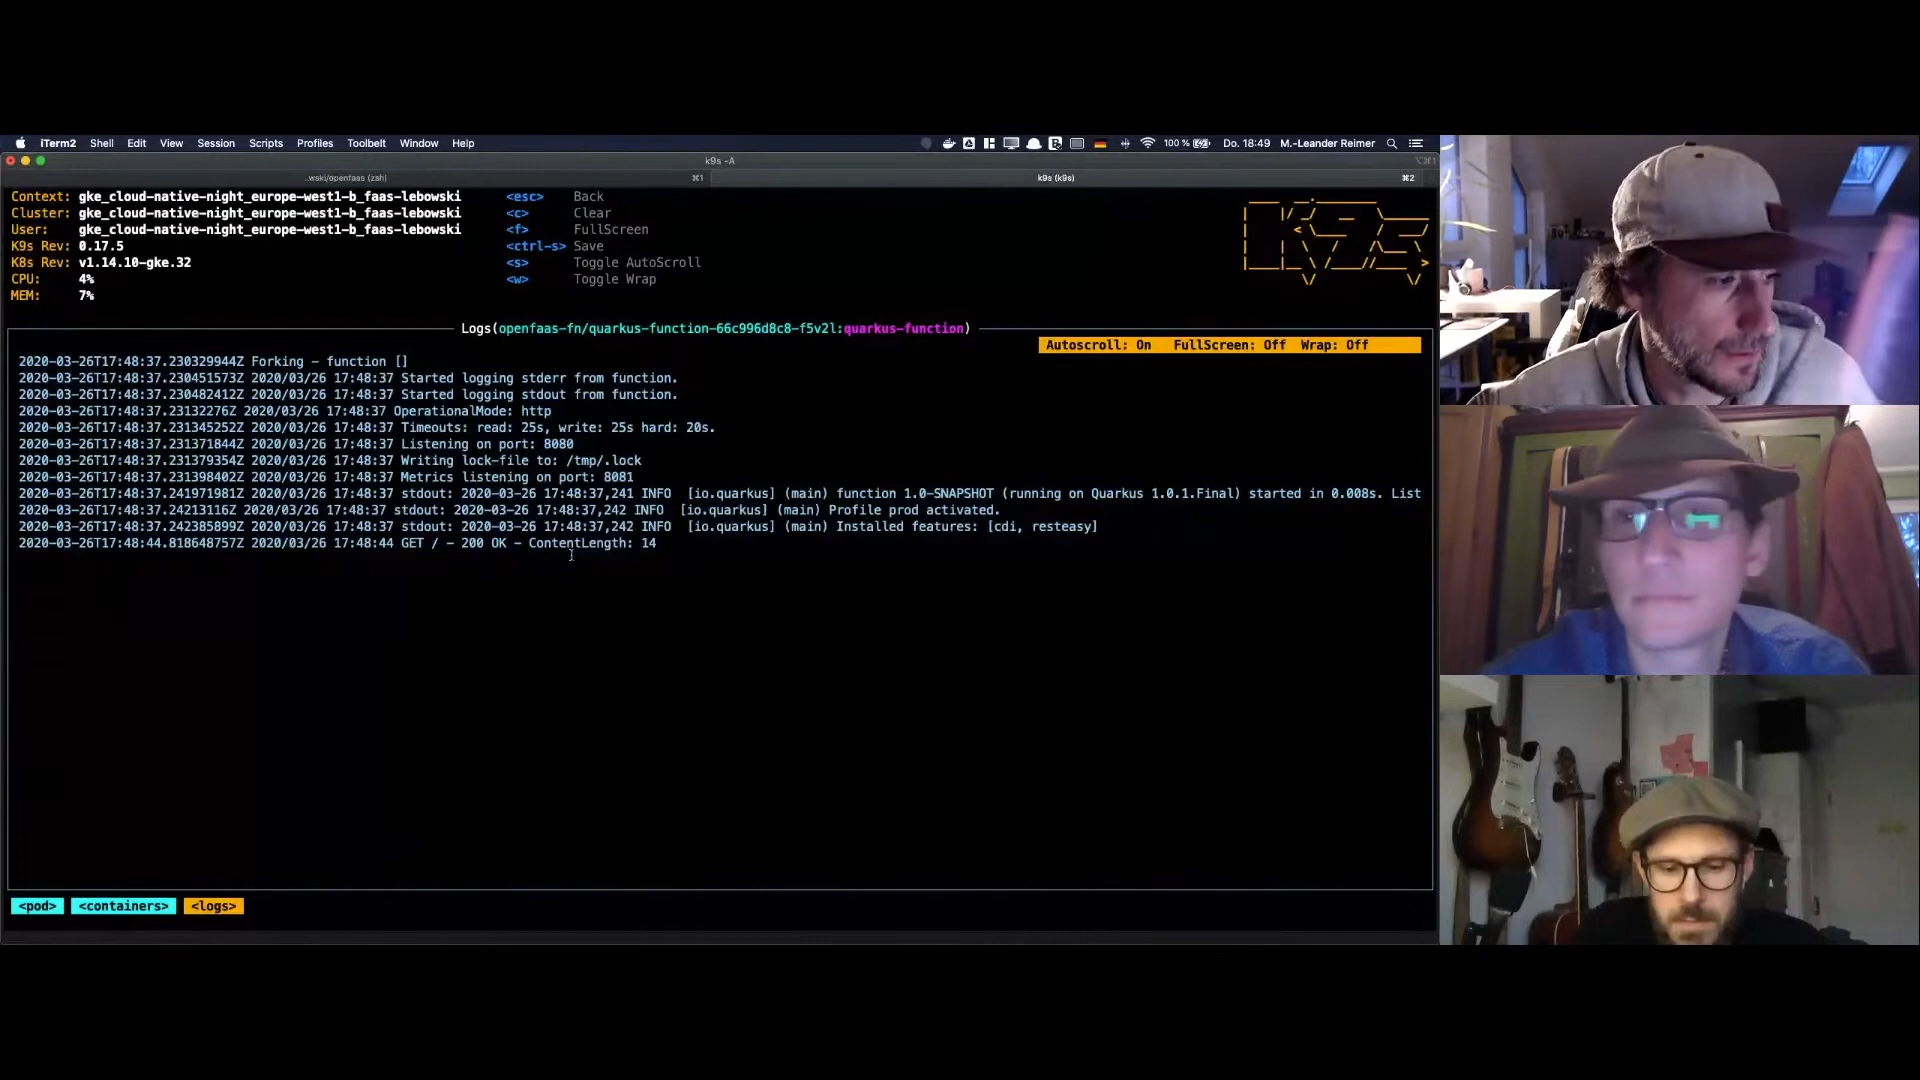 iTerm2 Shell Edit View Session Scripts Profiles Toolbelt Window Help 100 % Do. 18:49 M.-Leander Reimer
k9s -A
..wski/openfaas (zsh) ⌘1 k9s (k9s) ⌘2
Context: gke_cloud-native-night_europe-west1-b_faas-lebowski <esc> Back
Cluster: gke_cloud-native-night_europe-west1-b_faas-lebowski <c> Clear
User: gke_cloud-native-night_europe-west1-b_faas-lebowski <f> FullScreen
K9s Rev: 0.17.5 <ctrl-s> Save
K8s Rev: v1.14.10-gke.32 <s> Toggle AutoScroll
CPU: 4% <w> Toggle Wrap
MEM: 7%
K9s
Logs(openfaas-fn/quarkus-function-66c996d8c8-f5v2l:quarkus-function)
Autoscroll: On FullScreen: Off Wrap: Off
2020-03-26T17:48:37.230329944Z Forking - function []
2020-03-26T17:48:37.230451573Z 2020/03/26 17:48:37 Started logging stderr from function.
2020-03-26T17:48:37.230482412Z 2020/03/26 17:48:37 Started logging stdout from function.
2020-03-26T17:48:37.23132276Z 2020/03/26 17:48:37 OperationalMode: http
2020-03-26T17:48:37.231345252Z 2020/03/26 17:48:37 Timeouts: read: 25s, write: 25s hard: 20s.
2020-03-26T17:48:37.231371844Z 2020/03/26 17:48:37 Listening on port: 8080
2020-03-26T17:48:37.231379354Z 2020/03/26 17:48:37 Writing lock-file to: /tmp/.lock
2020-03-26T17:48:37.231398402Z 2020/03/26 17:48:37 Metrics listening on port: 8081
2020-03-26T17:48:37.241971981Z 2020/03/26 17:48:37 stdout: 2020-03-26 17:48:37,241 INFO [io.quarkus] (main) function 1.0-SNAPSHOT (running on Quarkus 1.0.1.Final) started in 0.008s. List
2020-03-26T17:48:37.24213116Z 2020/03/26 17:48:37 stdout: 2020-03-26 17:48:37,242 INFO [io.quarkus] (main) Profile prod activated.
2020-03-26T17:48:37.242385899Z 2020/03/26 17:48:37 stdout: 2020-03-26 17:48:37,242 INFO [io.quarkus] (main) Installed features: [cdi, resteasy]
2020-03-26T17:48:44.818648757Z 2020/03/26 17:48:44 GET / - 200 OK - ContentLength: 14
<pod> <containers> <logs>